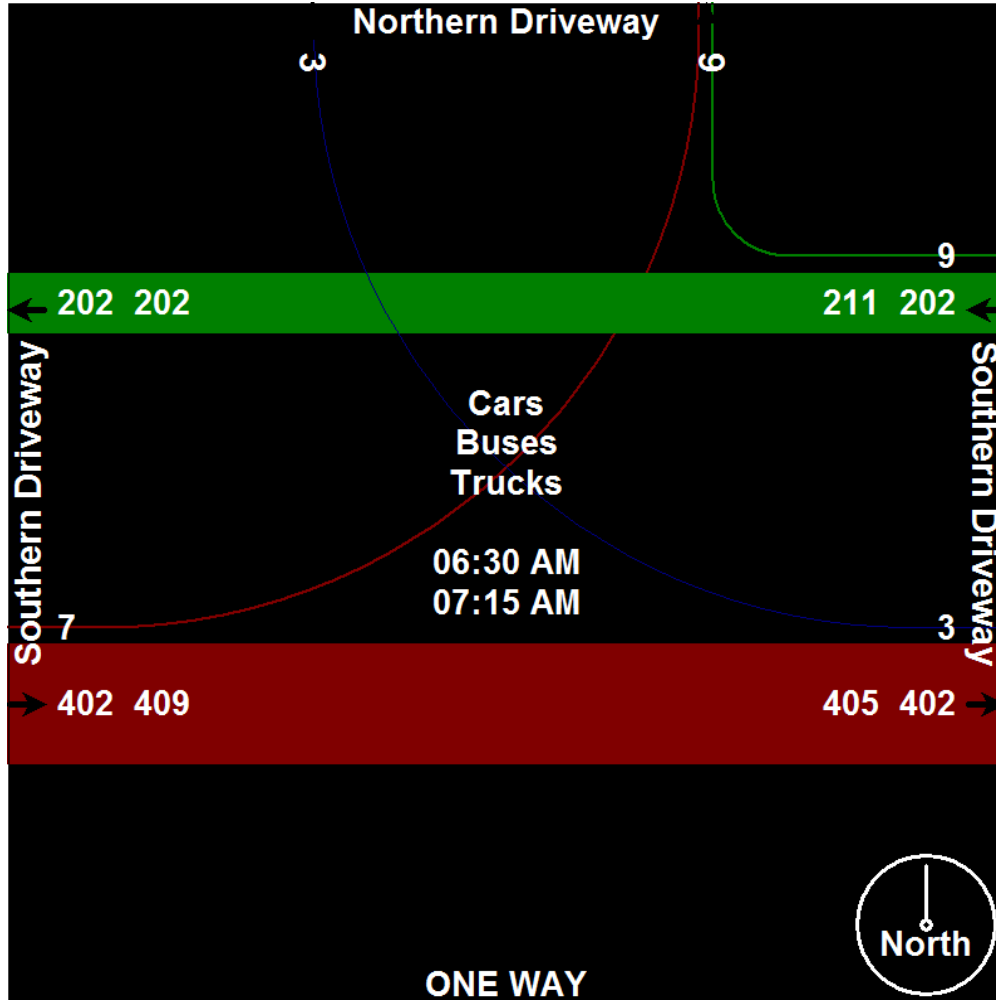 Northern Driveway
3
9
9
202 202
211 202
Southern Driveway
Southern Driveway
Cars
Buses
Trucks
06:30 AM
07:15 AM
7
3
402 409
405 402
North
ONE WAY